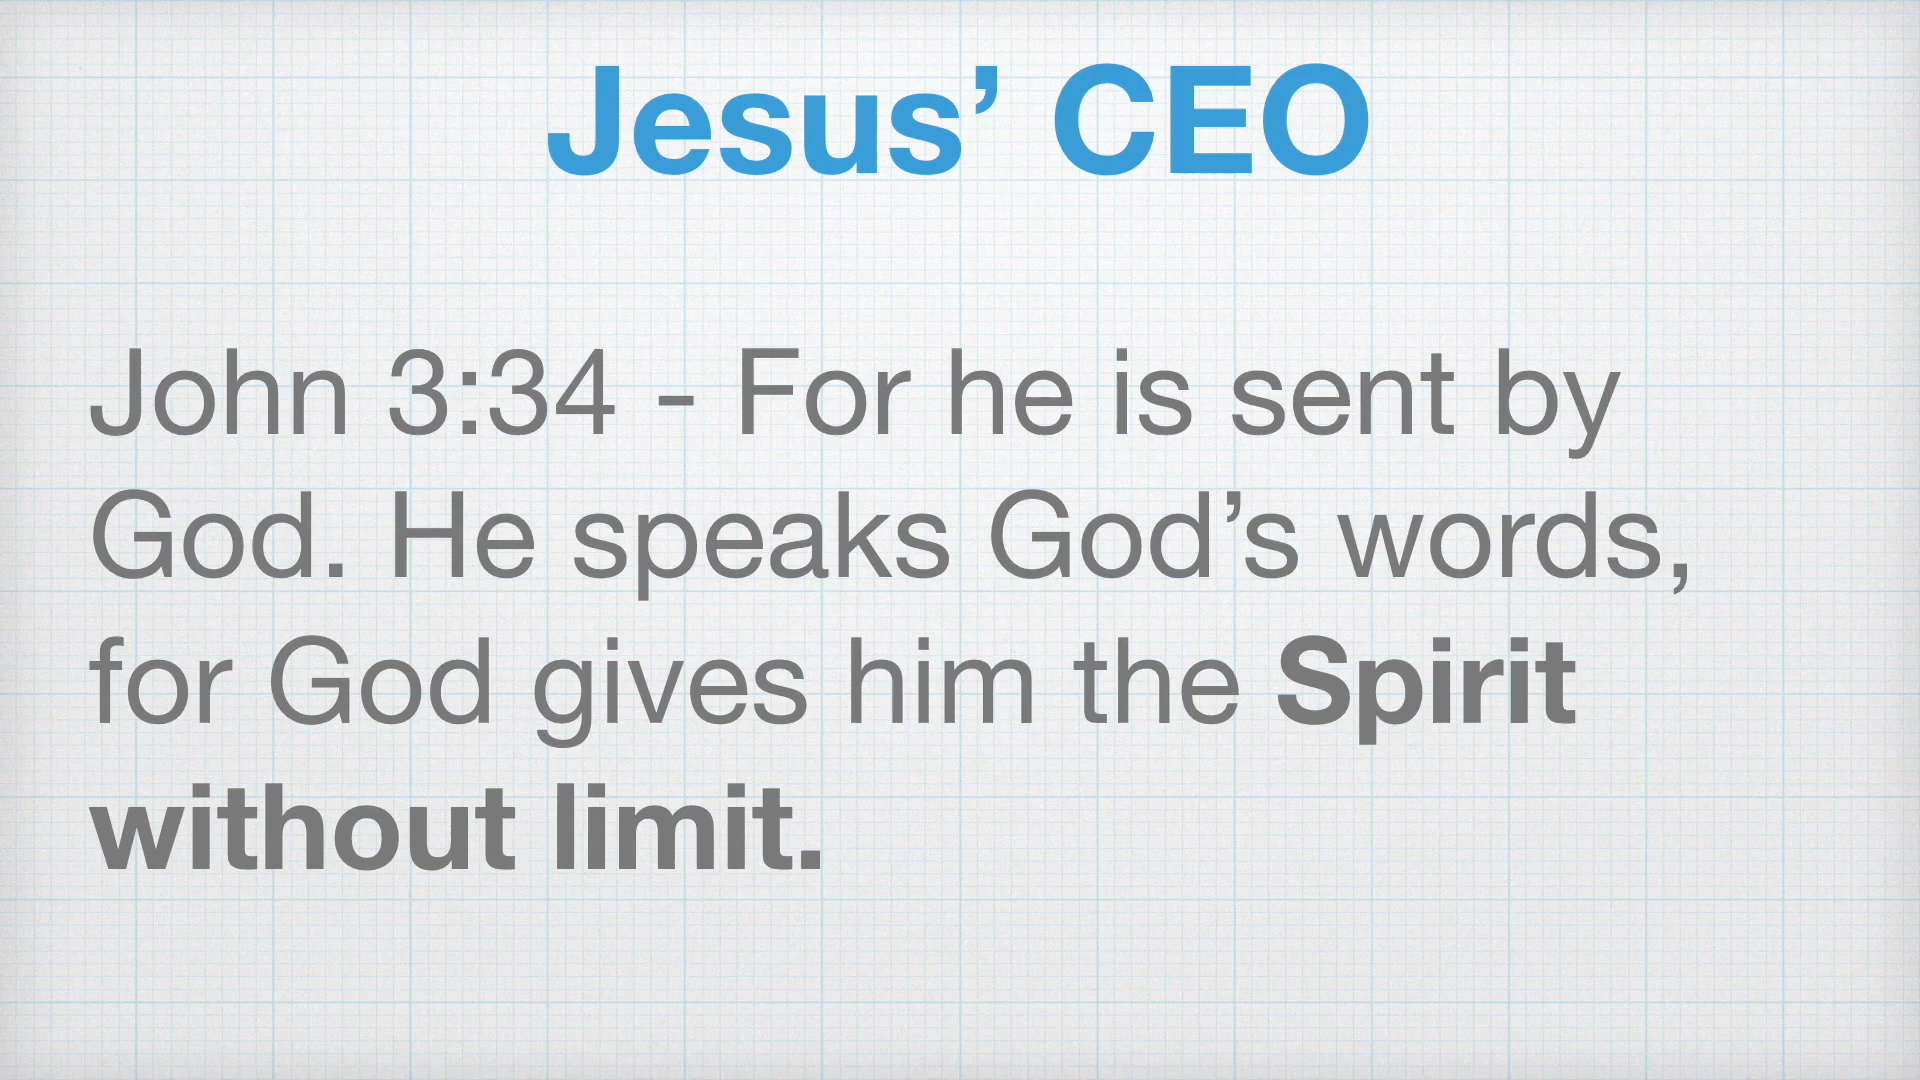 Jesus’ CEO
John 3:34 - For he is sent by
God. He speaks God’s words,
for God gives him the Spirit
without limit.